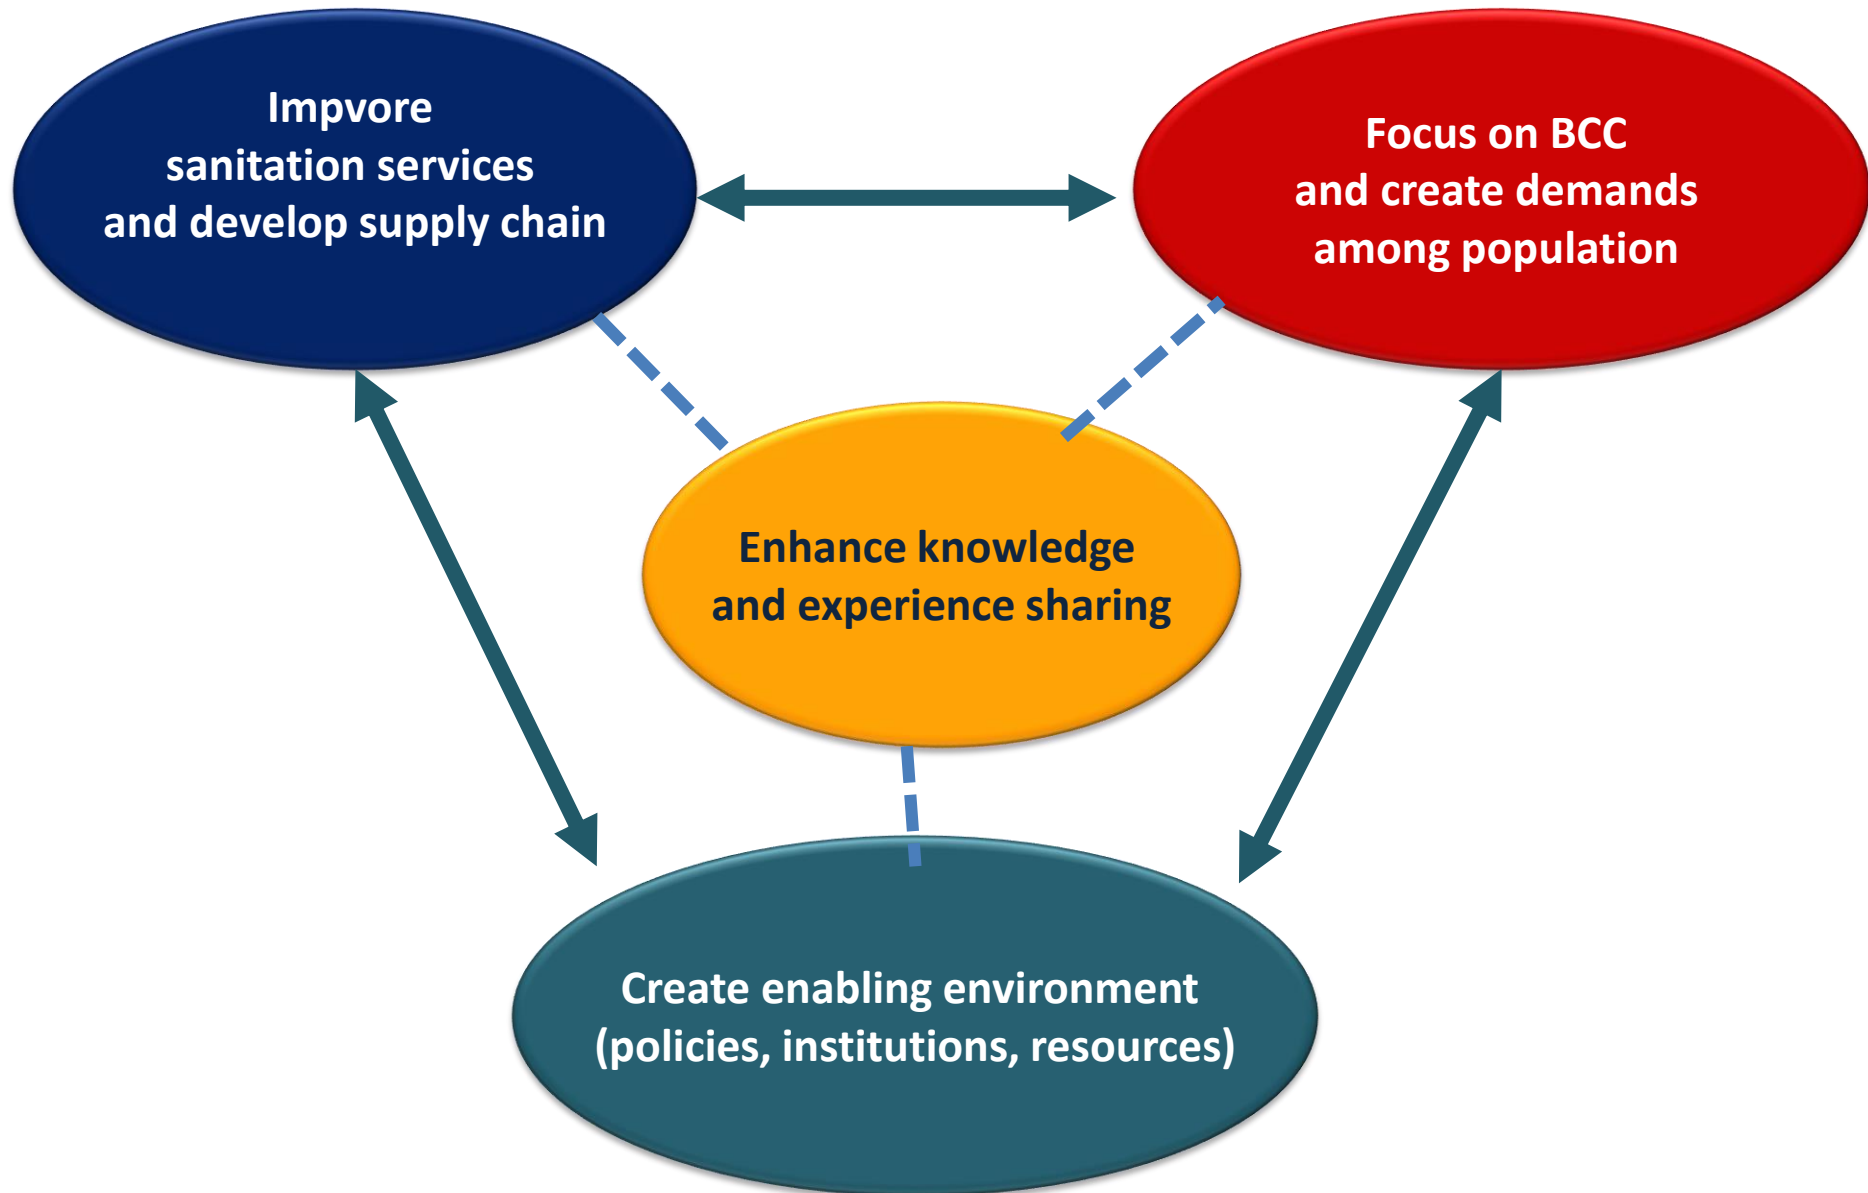 Impvore
sanitation services
and develop supply chain
Focus on BCC
and create demands
among population
Enhance knowledge
and experience sharing
Create enabling environment
(policies, institutions, resources)